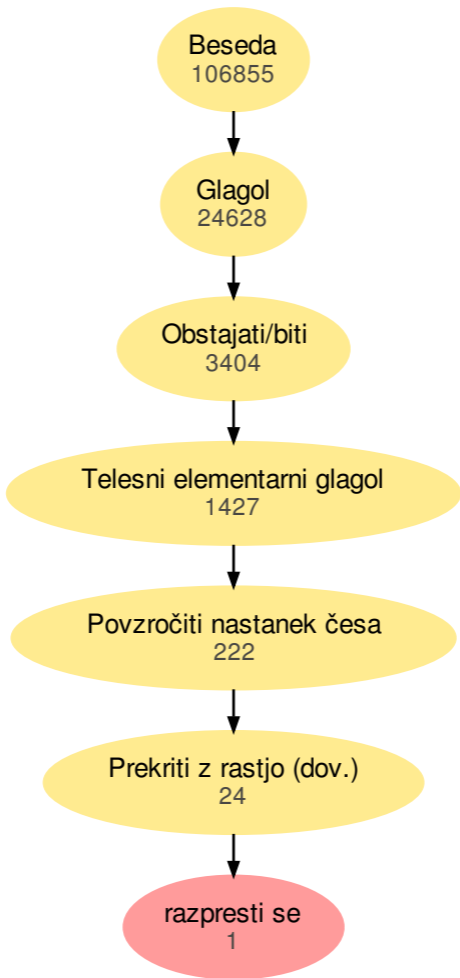 Beseda
106855
Glagol
24628
Obstajati/biti
3404
Telesni elementarni glagol
1427
Povzročiti nastanek česa
222
Prekriti z rastjo (dov.)
24
razpresti se
1